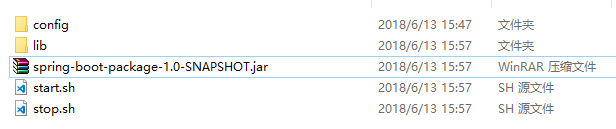 config 2018/6/13 15:47 文件夹
lib 2018/6/13 15:57 文件夹
spring-boot-package-1.0-SNAPSHOT.jar 2018/6/13 15:57 WinRAR 压缩文件
start.sh 2018/6/13 15:57 SH 源文件
stop.sh 2018/6/13 15:57 SH 源文件